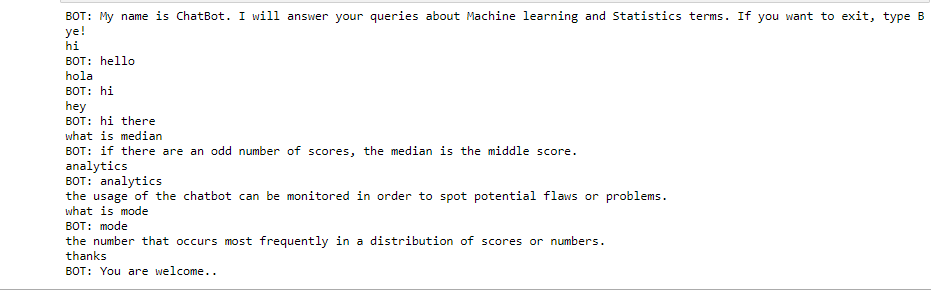 BOT: My name is ChatBot. I will answer your queries about Machine learning and Statistics terms. If you want to exit, type B
ye!
hi
BOT: hello
hola
BOT: hi
hey
BOT: hi there
what is median
BOT: if there are an odd number of scores, the median is the middle score.
analytics
BOT: analytics
the usage of the chatbot can be monitored in order to spot potential flaws or problems.
what is mode
BOT: mode
the number that occurs most frequently in a distribution of scores or numbers.
thanks
BOT: You are welcome..